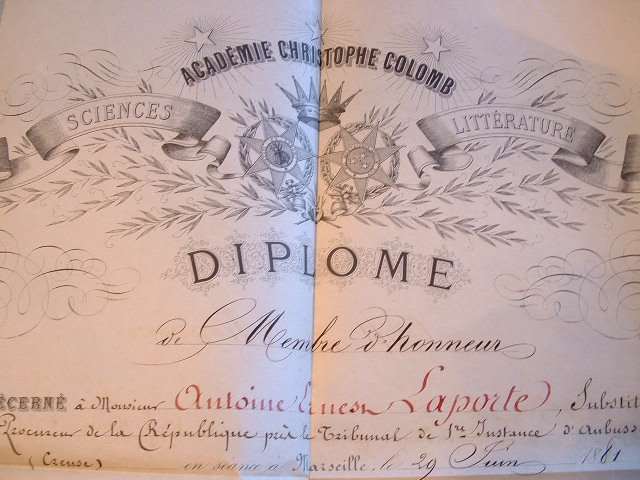 ACADÉMIE CHRISTOPHE COLOMB
SCIENCES LITTÉRATURE
DIPLOME
de Membre d'honneur
ÉCERNÉ à Monsieur Antoine Ernest Laporte, Substit
Procureur de la République près le Tribunal de 1re Instance d'Aubuss
(Creuse) en séance à Marseille, le 29 Juin 1881